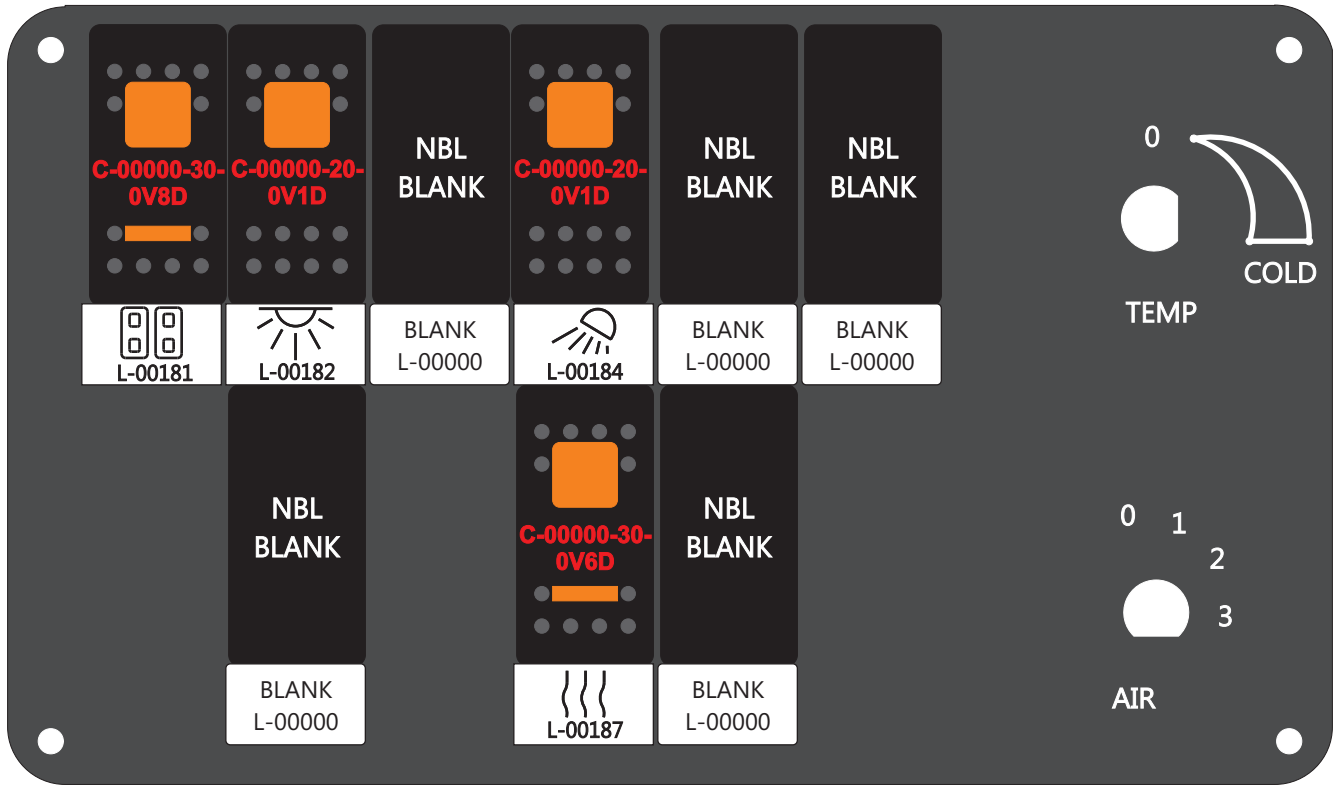 C-00000-30-
0V8D
C-00000-20-
0V1D
NBL
BLANK
C-00000-20-
0V1D
NBL
BLANK
NBL
BLANK
0
COLD
TEMP
L-00181
L-00182
BLANK
L-00000
L-00184
BLANK
L-00000
BLANK
L-00000
NBL
BLANK
C-00000-30-
0V6D
NBL
BLANK
0
1
2
3
AIR
BLANK
L-00000
L-00187
BLANK
L-00000